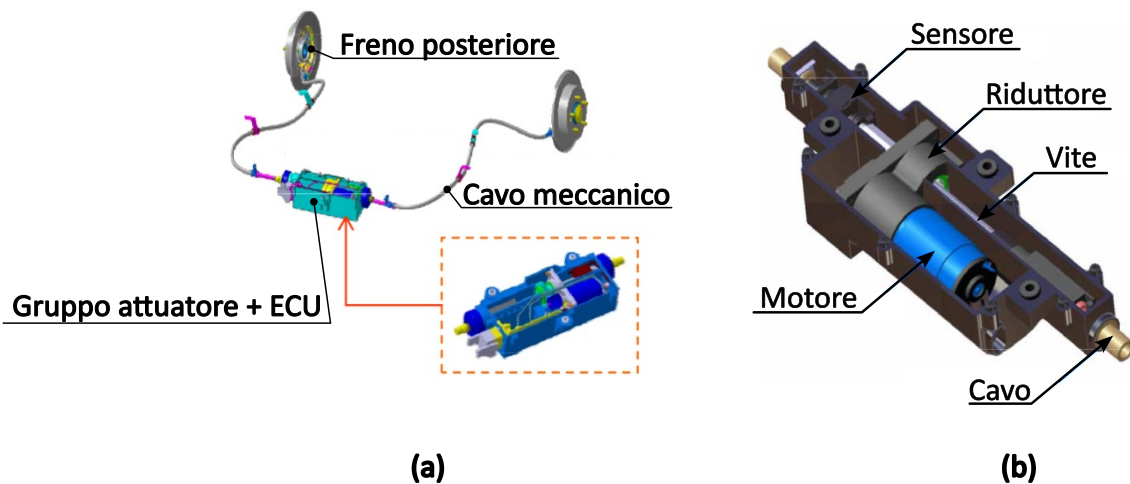 Freno posteriore
Cavo meccanico
Gruppo attuatore + ECU
(a)
Sensore
Riduttore
Vite
Motore
Cavo
(b)